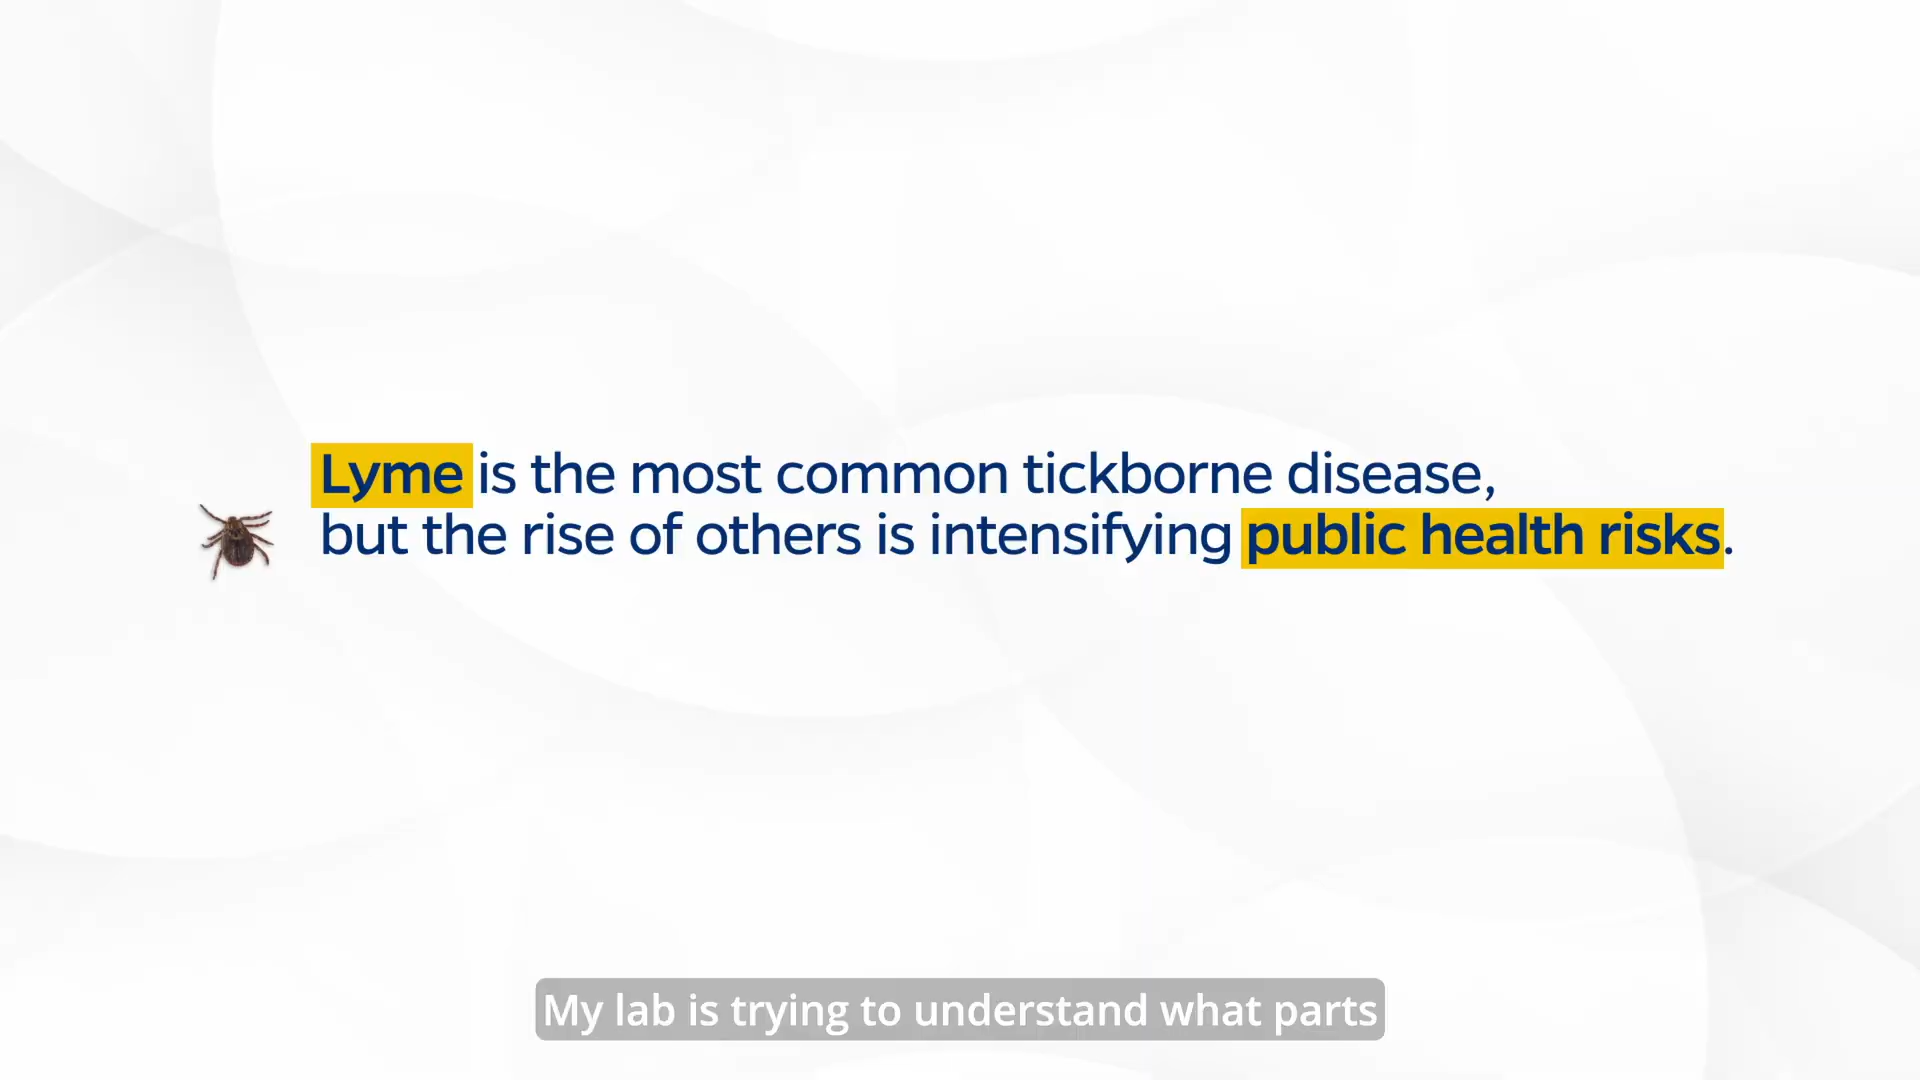 Lyme is the most common tickborne disease,
but the rise of others is intensifying public health risks.
My lab is trying to understand what parts